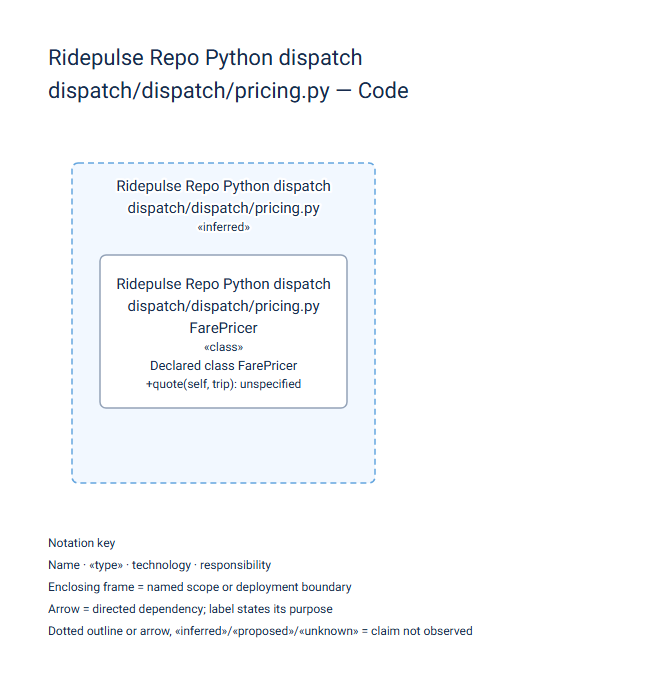 Ridepulse Repo Python dispatch
dispatch/dispatch/pricing.py — Code
Ridepulse Repo Python dispatch
dispatch/dispatch/pricing.py
«inferred»
Ridepulse Repo Python dispatch
dispatch/dispatch/pricing.py
FarePricer
«class»
Declared class FarePricer
+quote(self, trip): unspecified
Notation key
Name · «type» · technology · responsibility
Enclosing frame = named scope or deployment boundary
Arrow = directed dependency; label states its purpose
Dotted outline or arrow, «inferred»/«proposed»/«unknown» = claim not observed